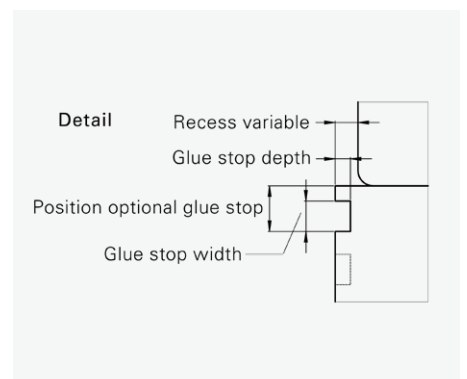 Detail
Recess variable
Glue stop depth
Position optional glue stop
Glue stop width